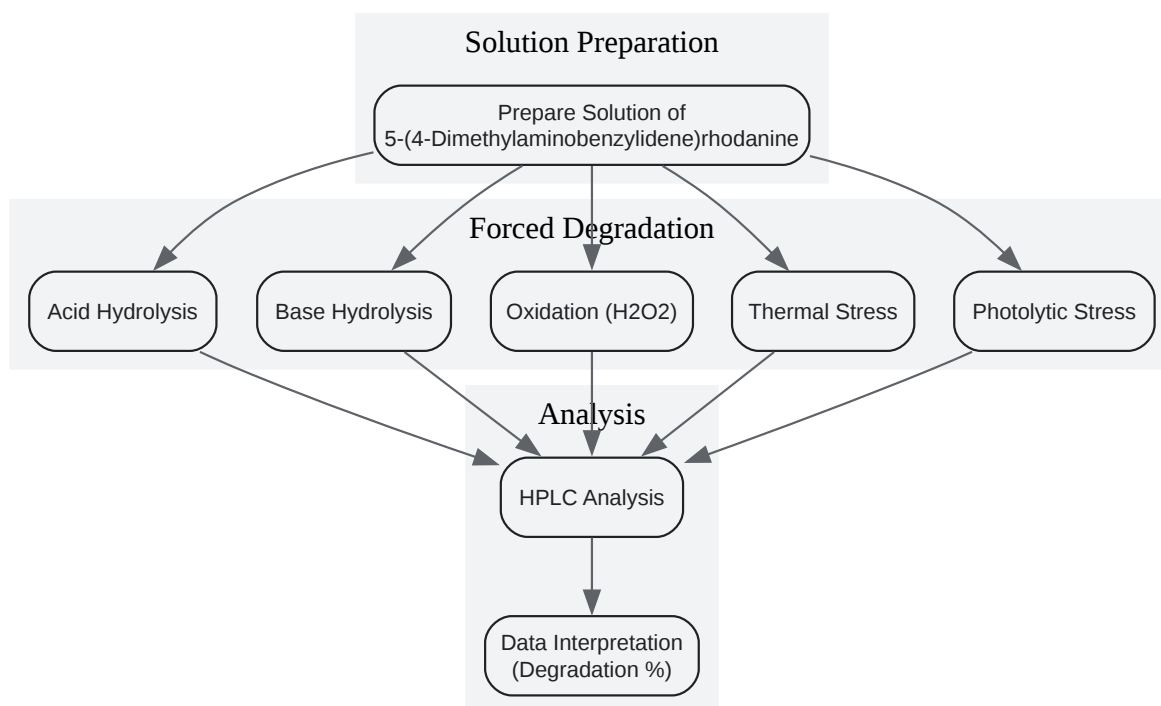 Solution Preparation
Prepare Solution of
5-(4-Dimethylaminobenzylidene)rhodanine
Forced Degradation
Acid Hydrolysis
Base Hydrolysis
Oxidation (H2O2)
Thermal Stress
Photolytic Stress
Analysis
HPLC Analysis
Data Interpretation
(Degradation %)